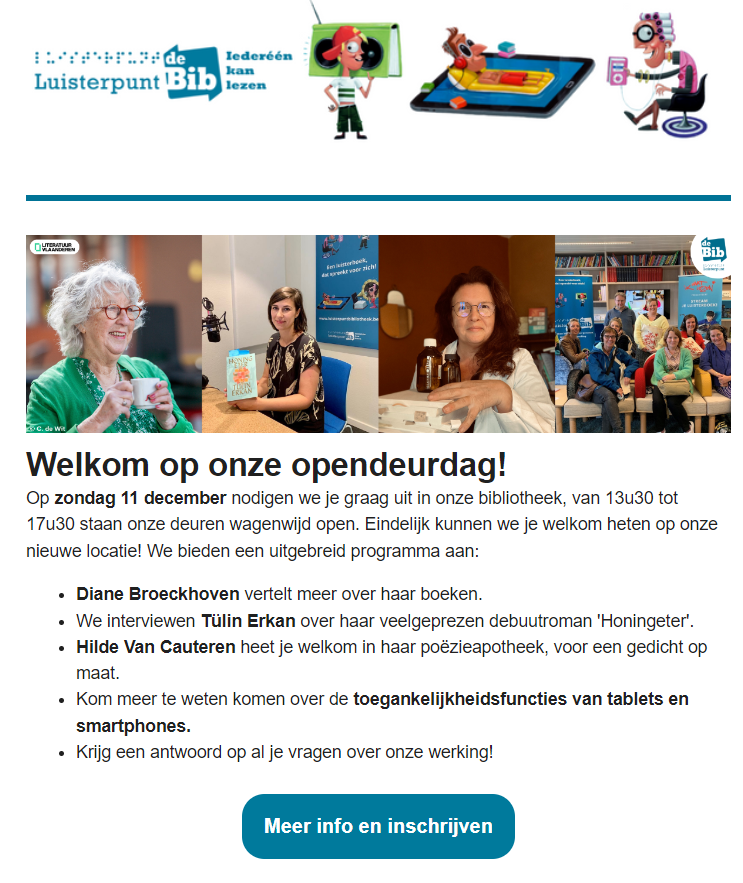 de
Luisterpunt Bib
Iederéén
kan
lezen
LITERATUUR
VLAANDEREN
de
Bib
Een luisterboek,
dat spreekt voor zich!
www.luisterpuntbibliotheek.be
HONING
TÜLIN
ERKAN
© C. de Wit
Welkom op onze opendeurdag!
Op zondag 11 december nodigen we je graag uit in onze bibliotheek, van 13u30 tot
17u30 staan onze deuren wagenwijd open. Eindelijk kunnen we je welkom heten op onze
nieuwe locatie! We bieden een uitgebreid programma aan:
• Diane Broeckhoven vertelt meer over haar boeken.
• We interviewen Tülin Erkan over haar veelgeprezen debuutroman 'Honingeter'.
• Hilde Van Cauteren heet je welkom in haar poëzieapotheek, voor een gedicht op
maat.
• Kom meer te weten komen over de toegankelijkheidsfuncties van tablets en
smartphones.
• Krijg een antwoord op al je vragen over onze werking!
Meer info en inschrijven